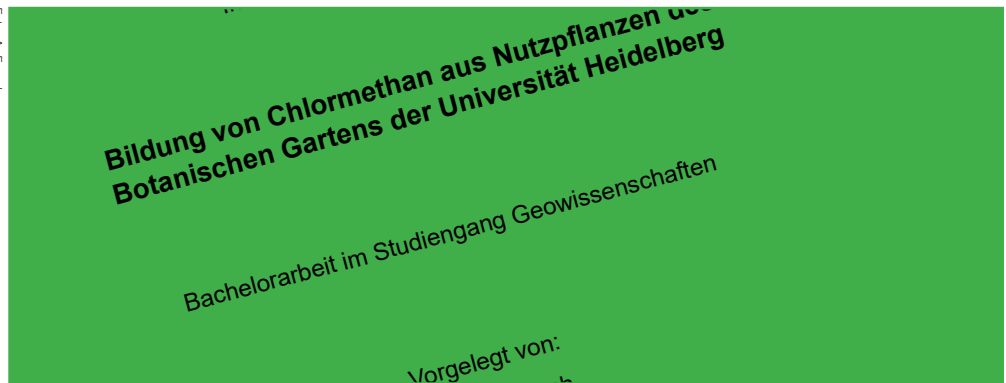 Bildung von Chlormethan aus Nutzpflanzen des
Botanischen Gartens der Universität Heidelberg
Bachelorarbeit im Studiengang Geowissenschaften
Vorgelegt von: